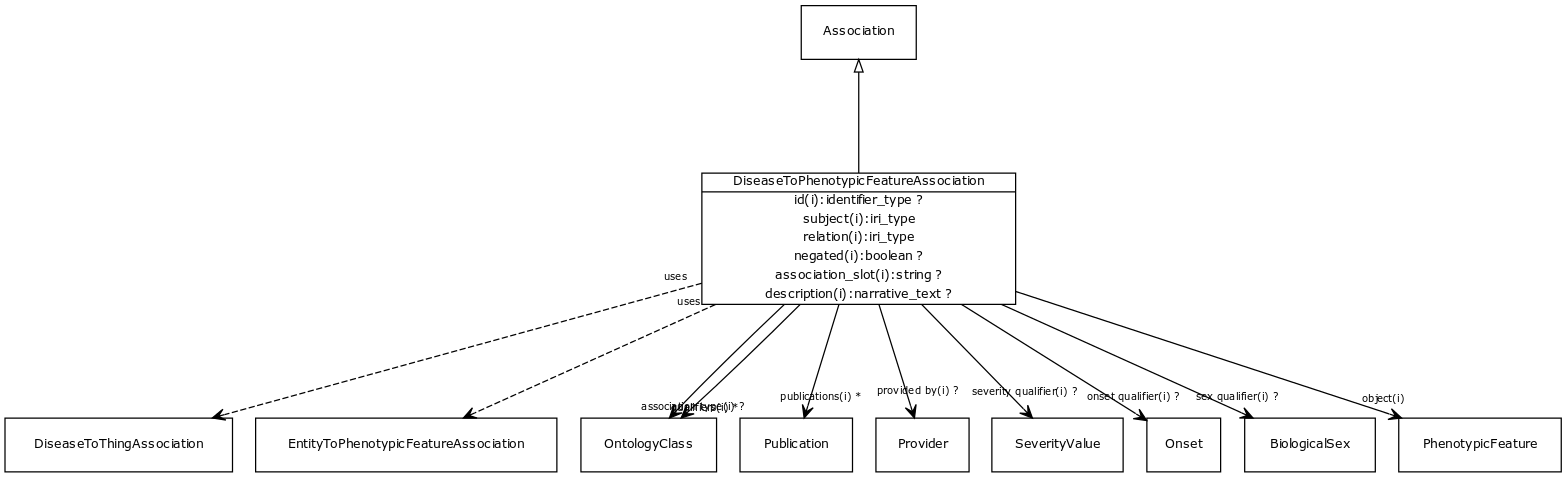 Association
DiseaseToPhenotypicFeatureAssociation
id(i):identifier_type ?
subject(i):iri_type
relation(i):iri_type
negated(i):boolean ?
association_slot(i):string ?
description(i):narrative_text ?
uses
uses
publications(i) *
provided by(i) ?
severity qualifier(i) ?
onset qualifier(i) ?
sex qualifier(i) ?
object(i)
DiseaseToThingAssociation
EntityToPhenotypicFeatureAssociation
OntologyClass
Publication
Provider
SeverityValue
Onset
BiologicalSex
PhenotypicFeature